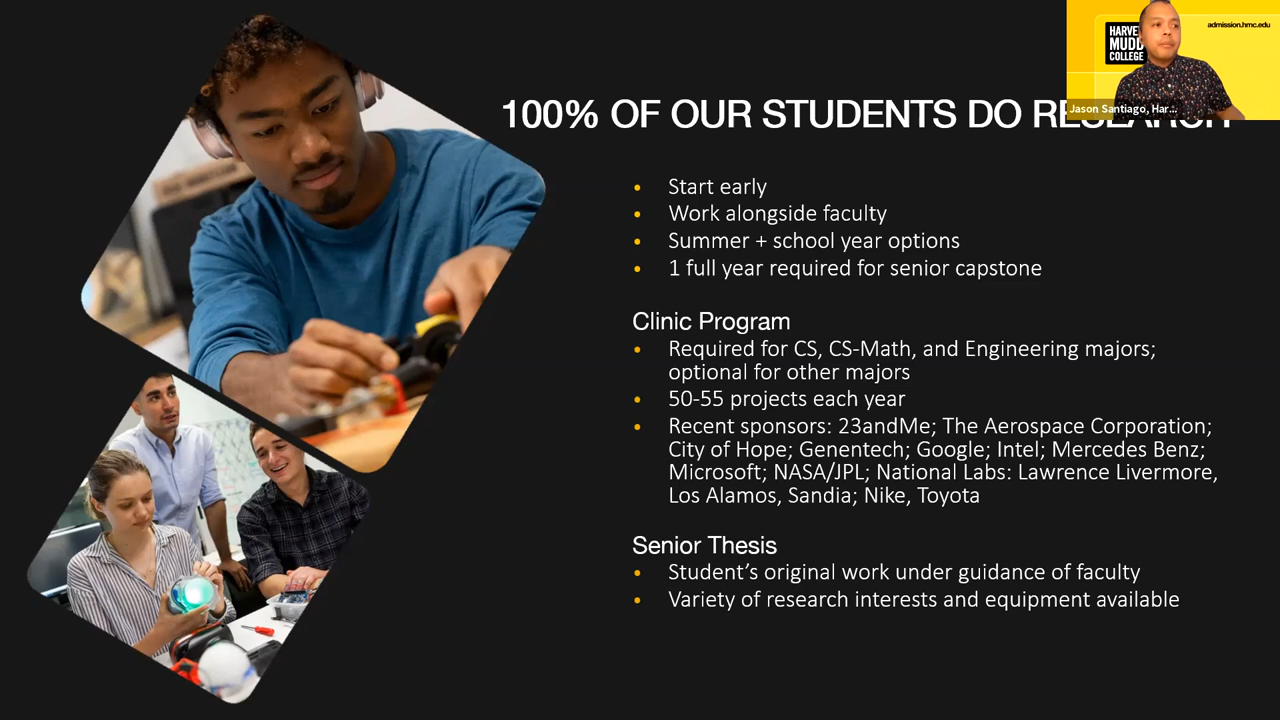 HARVE
MUDD
COLLEGE
admission.hmc.edu
Jason Santiago, Har...
100% OF OUR STUDENTS DO RESEARCH
• Start early
• Work alongside faculty
• Summer + school year options
• 1 full year required for senior capstone
Clinic Program
• Required for CS, CS-Math, and Engineering majors;
optional for other majors
• 50-55 projects each year
• Recent sponsors: 23andMe; The Aerospace Corporation;
City of Hope; Genentech; Google; Intel; Mercedes Benz;
Microsoft; NASA/JPL; National Labs: Lawrence Livermore,
Los Alamos, Sandia; Nike, Toyota
Senior Thesis
• Student’s original work under guidance of faculty
• Variety of research interests and equipment available